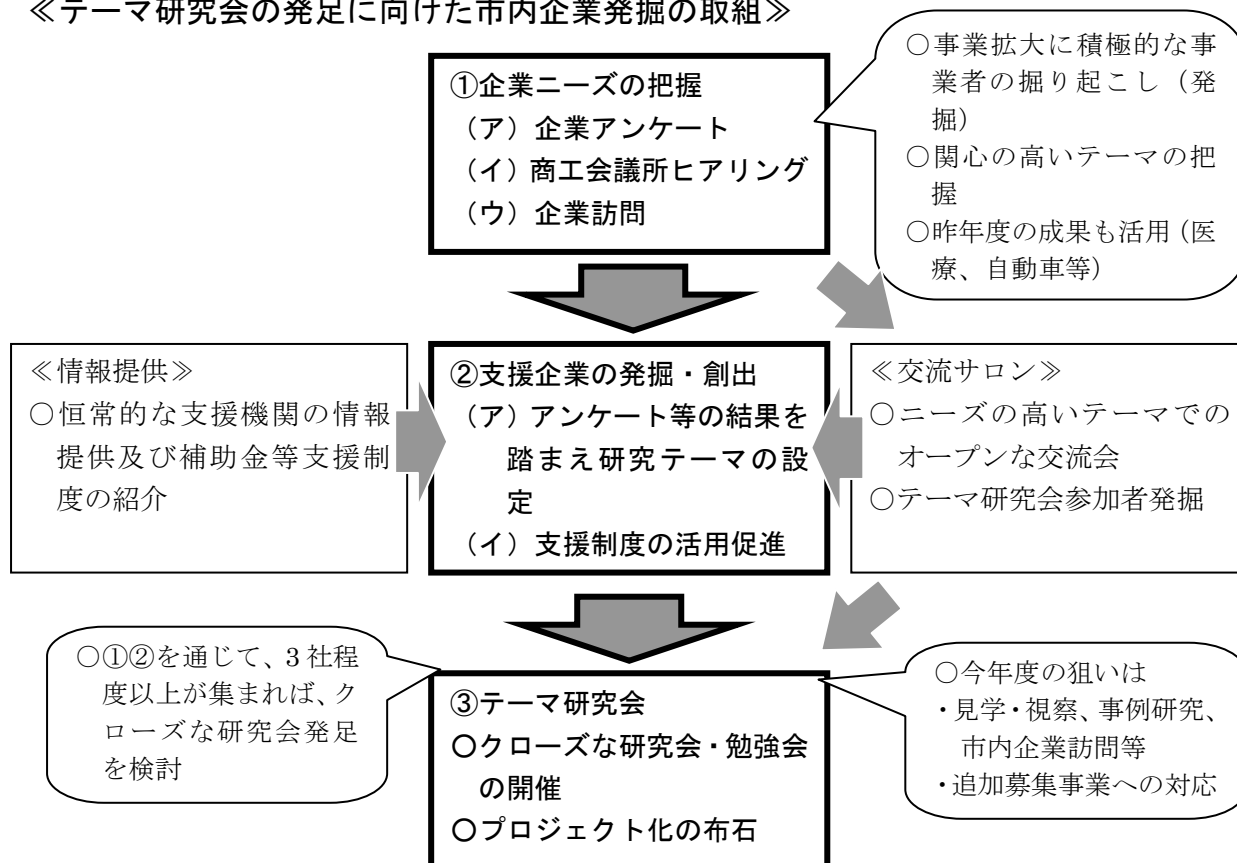 ≪テーマ研究会の発足に向けた市内企業発掘の取組≫
①企業ニーズの把握
（ア）企業アンケート
（イ）商工会議所ヒアリング
（ウ）企業訪問
○事業拡大に積極的な事
業者の掘り起こし（発
掘）
○関心の高いテーマの把
握
○昨年度の成果も活用（医
療、自動車等）
≪情報提供≫
○恒常的な支援機関の情報
提供及び補助金等支援制
度の紹介
②支援企業の発掘・創出
（ア）アンケート等の結果を
踏まえ研究テーマの設
定
（イ）支援制度の活用促進
≪交流サロン≫
○ニーズの高いテーマでの
オープンな交流会
○テーマ研究会参加者発掘
○①②を通じて、3社程
度以上が集まれば、ク
ローズな研究会発足
を検討
③テーマ研究会
〇クローズな研究会・勉強会
の開催
〇プロジェクト化の布石
○今年度の狙いは
・見学・視察、事例研究、
市内企業訪問等
・追加募集事業への対応